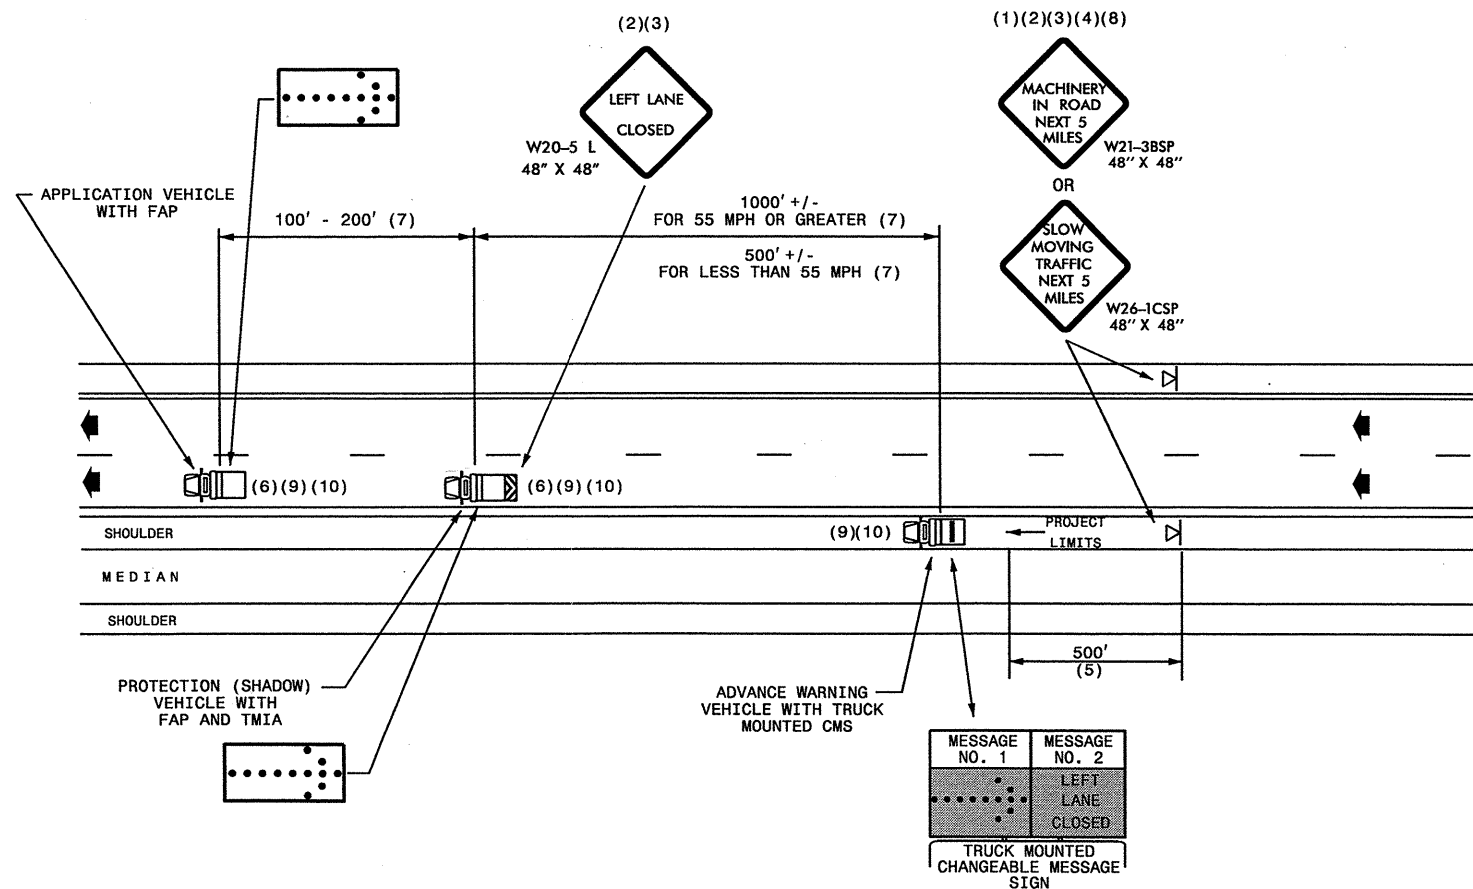 (2)(3)
(1)(2)(3)(4)(8)
LEFT LANE
CLOSED
W20-5 L
48" X 48"
MACHINERY
IN ROAD
NEXT 5
MILES
W21-3BSP
48" X 48"
OR
SLOW
MOVING
TRAFFIC
NEXT 5
MILES
W26-1CSP
48" X 48"
APPLICATION VEHICLE
WITH FAP
100' - 200' (7)
1000' +/-
FOR 55 MPH OR GREATER (7)
500' +/-
FOR LESS THAN 55 MPH (7)
(6)(9)(10)
(6)(9)(10)
(9)(10)
PROJECT
LIMITS
SHOULDER
MEDIAN
SHOULDER
500'
(5)
PROTECTION (SHADOW)
VEHICLE WITH
FAP AND TMIA
ADVANCE WARNING
VEHICLE WITH TRUCK
MOUNTED CMS
MESSAGE
NO. 1
MESSAGE
NO. 2
LEFT
LANE
CLOSED
TRUCK MOUNTED
CHANGEABLE MESSAGE
SIGN